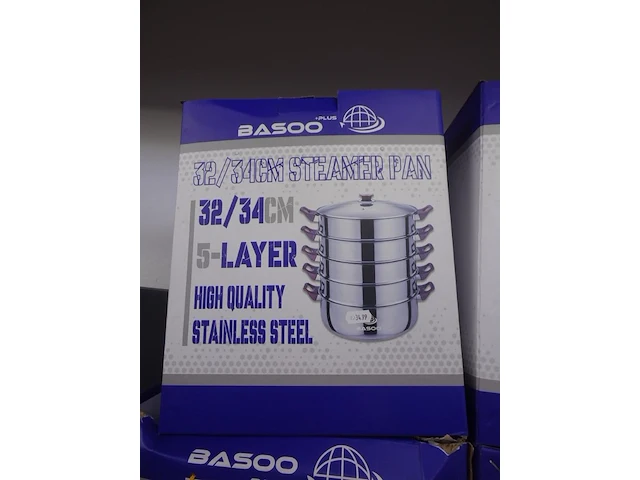 BASOO +PLUS
32/34CM STEAMER PAN
32/34CM
5-LAYER
HIGH QUALITY
STAINLESS STEEL
BASOO
BASOO